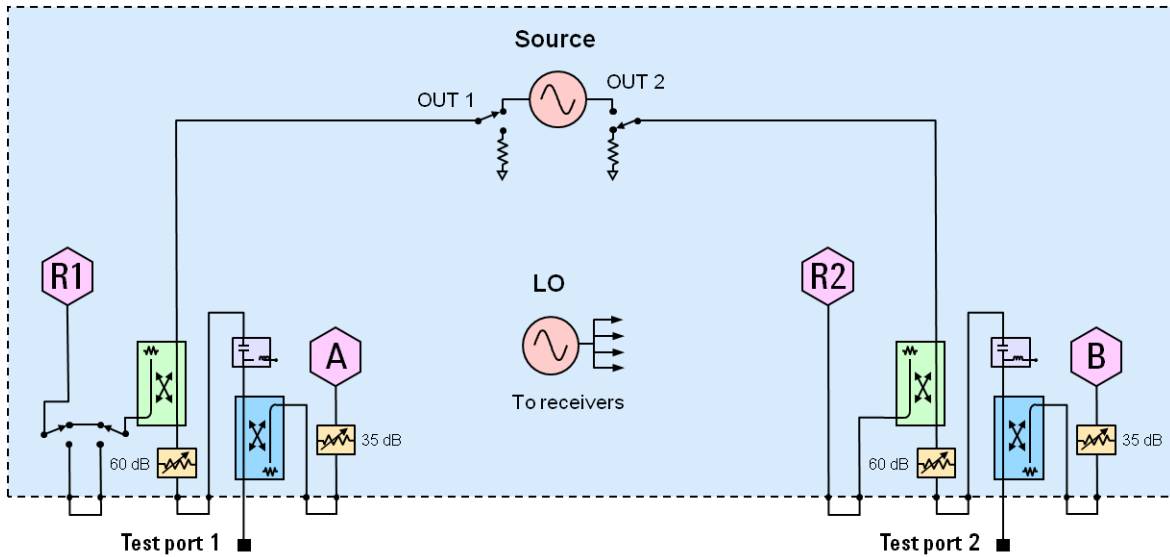 Source
OUT 1
OUT 2
R1
R2
LO
A
B
To receivers
35 dB
35 dB
60 dB
60 dB
Test port 1
Test port 2